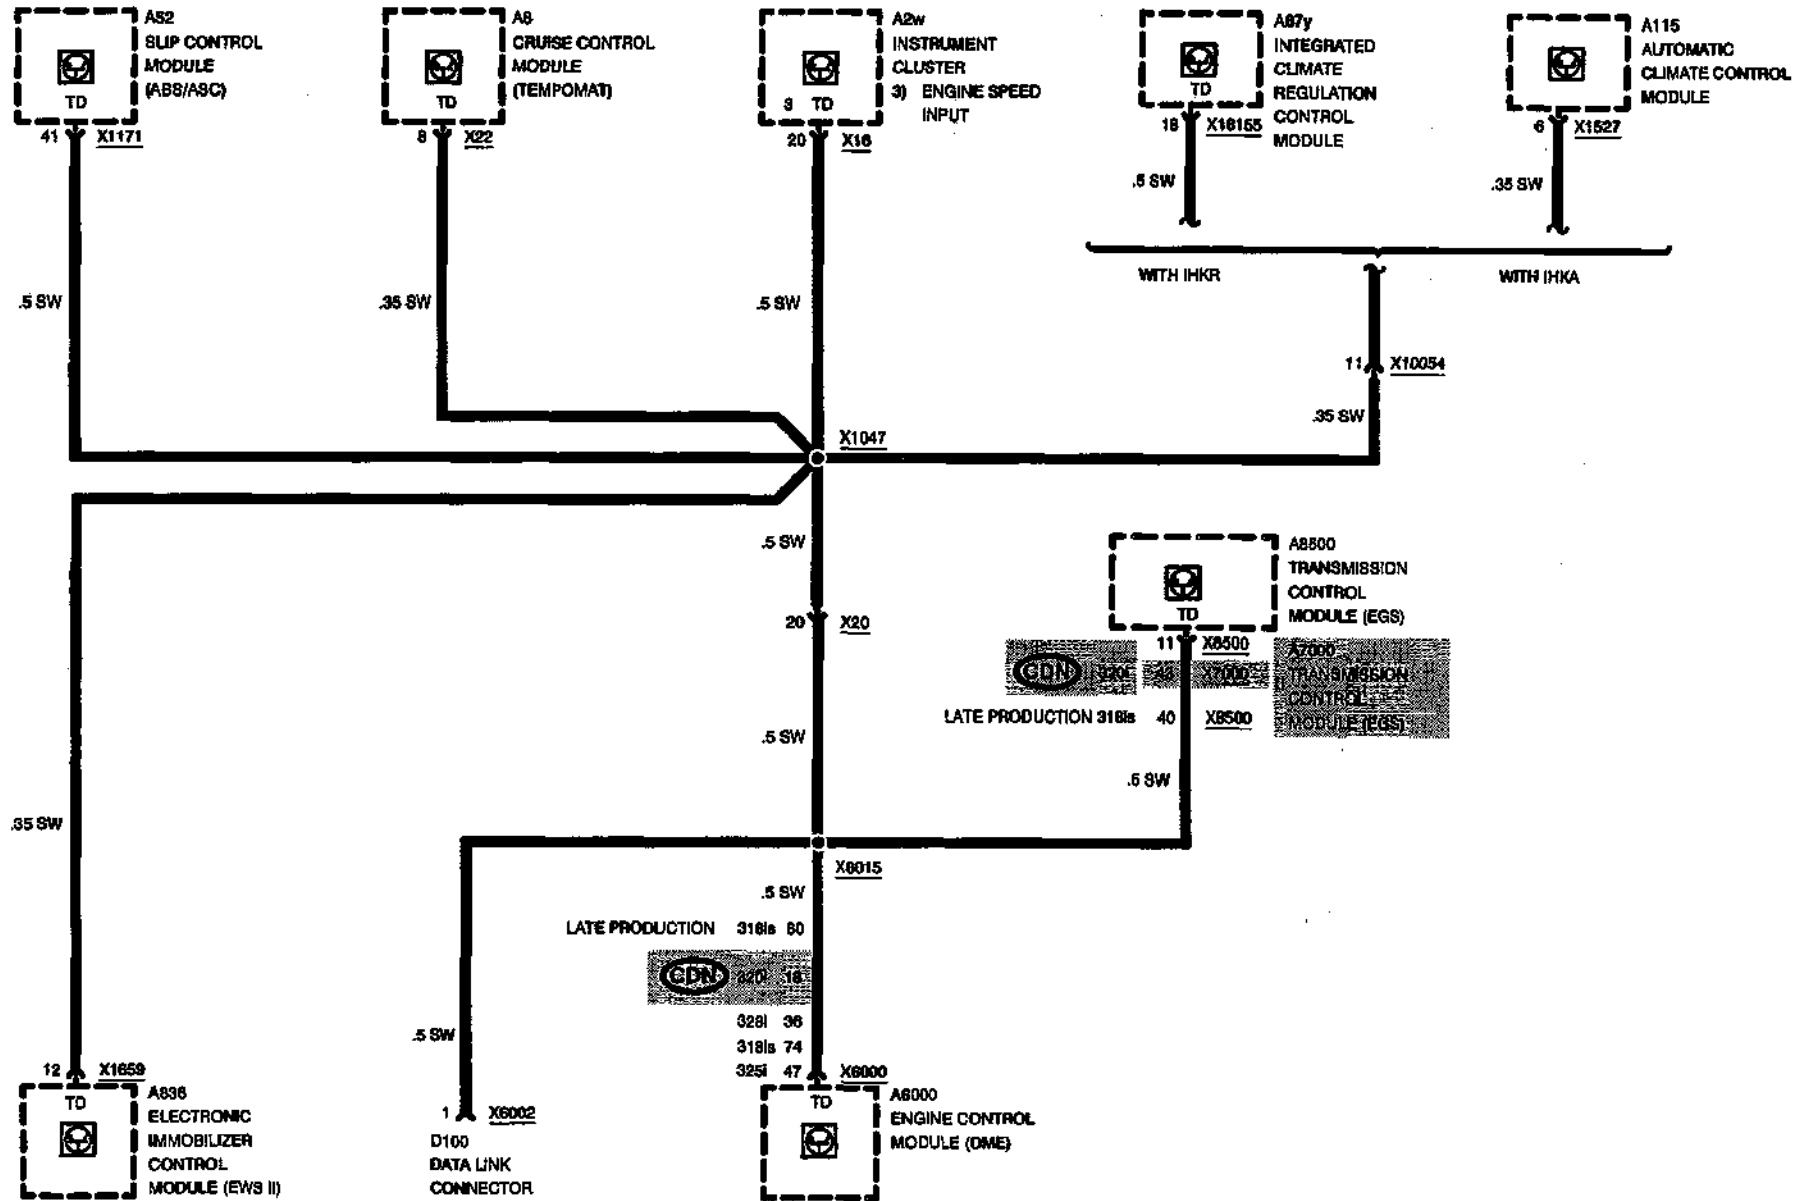 A52
SLIP CONTROL
MODULE
(ABS/ASC)
TD
41 X1171
A8
CRUISE CONTROL
MODULE
(TEMPOMAT)
TD
8 X22
A2w
INSTRUMENT
CLUSTER
3) ENGINE SPEED
INPUT
3 TD
20 X16
A87y
INTEGRATED
CLIMATE
REGULATION
CONTROL
MODULE
TD
18 X18155
A115
AUTOMATIC
CLIMATE CONTROL
MODULE
6 X1527
.5 SW
.35 SW
WITH IHKR
WITH IHKA
.5 SW
.35 SW
.5 SW
11 X10054
.35 SW
X1047
.5 SW
20 X20
A8500
TRANSMISSION
CONTROL
MODULE (EGS)
TD
11 X8500
A7000
TRANSMISSION
CONTROL
MODULE (EGS)
CDN 320i X7000
LATE PRODUCTION 318is 40 X8500
.5 SW
.5 SW
.35 SW
X6015
.5 SW
LATE PRODUCTION 318is 80
CDN 320i 18
328i 36
318is 74
325i 47 X6000
.5 SW
12 X1659
TD
A836
ELECTRONIC
IMMOBILIZER
CONTROL
MODULE (EWS II)
1 X6002
D100
DATA LINK
CONNECTOR
TD
A6000
ENGINE CONTROL
MODULE (DME)